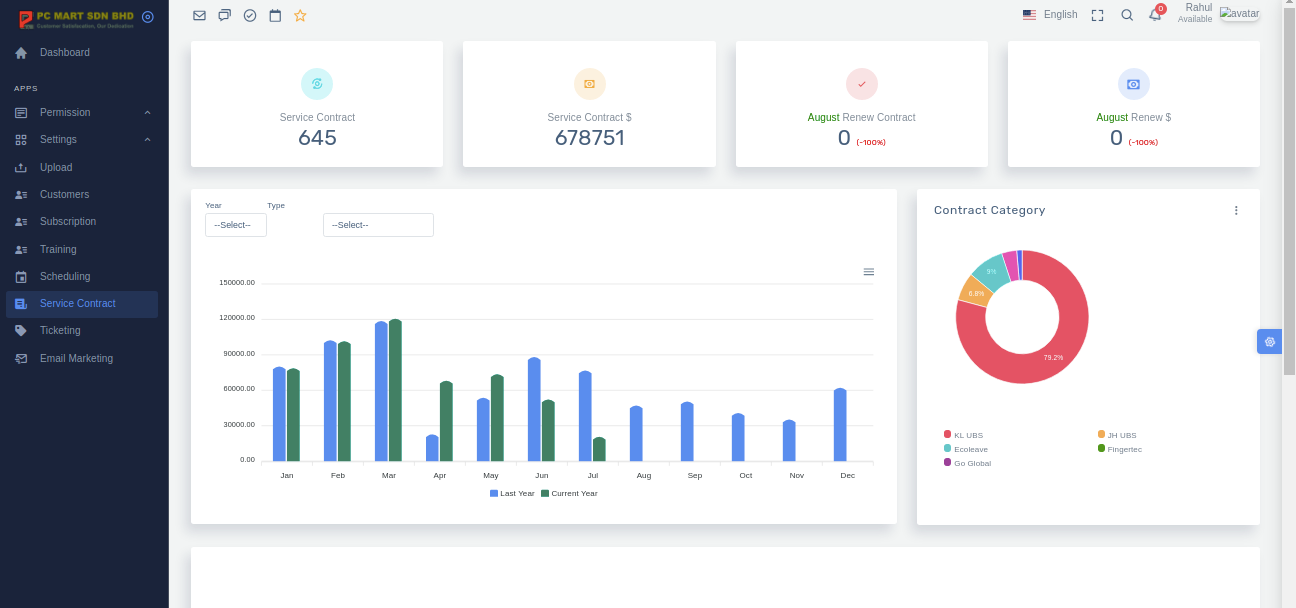 PC MART SDN BHD
Customer Satisfacation, Our Dedication
English
0
Rahul
Available
avatar
Dashboard
APPS
Permission
Settings
Upload
Customers
Subscription
Training
Scheduling
Service Contract
Ticketing
Email Marketing
Service Contract
645
Service Contract $
678751
August Renew Contract
0 (-100%)
August Renew $
0 (-100%)
Year Type
--Select-- --Select--
150000.00
120000.00
90000.00
60000.00
30000.00
0.00
Jan Feb Mar Apr May Jun Jul Aug Sep Oct Nov Dec
Last Year Current Year
Contract Category
9%
6.8%
79.2%
KL UBS JH UBS
Ecoleave Fingertec
Go Global